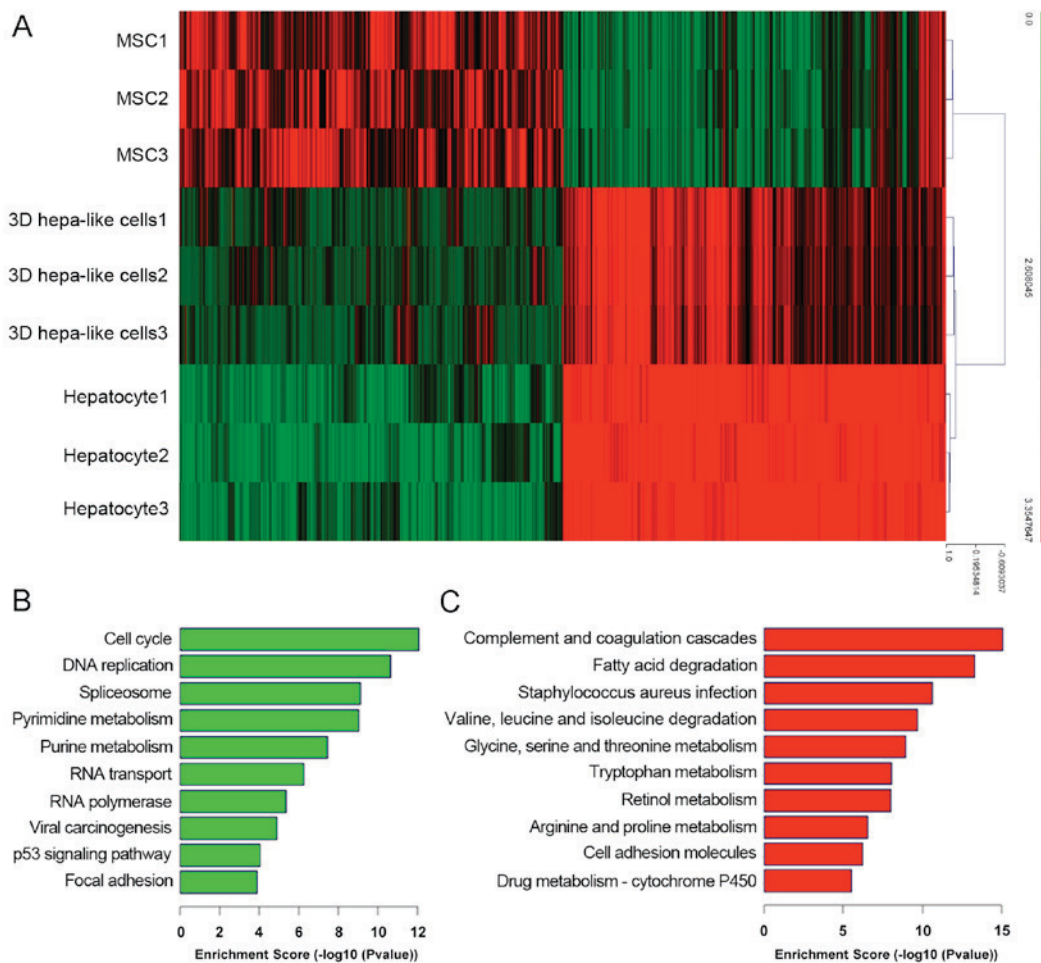 A
MSC1
MSC2
MSC3
3D hepa-like cells1
3D hepa-like cells2
3D hepa-like cells3
Hepatocyte1
Hepatocyte2
Hepatocyte3
0.0
2.608045
3.3547647
1.0
0.19534814
-0.6093037
B
Cell cycle
DNA replication
Spliceosome
Pyrimidine metabolism
Purine metabolism
RNA transport
RNA polymerase
Viral carcinogenesis
p53 signaling pathway
Focal adhesion
0 2 4 6 8 10 12
Enrichment Score (-log10 (Pvalue))
C
Complement and coagulation cascades
Fatty acid degradation
Staphylococcus aureus infection
Valine, leucine and isoleucine degradation
Glycine, serine and threonine metabolism
Tryptophan metabolism
Retinol metabolism
Arginine and proline metabolism
Cell adhesion molecules
Drug metabolism - cytochrome P450
0 5 10 15
Enrichment Score (-log10 (Pvalue))